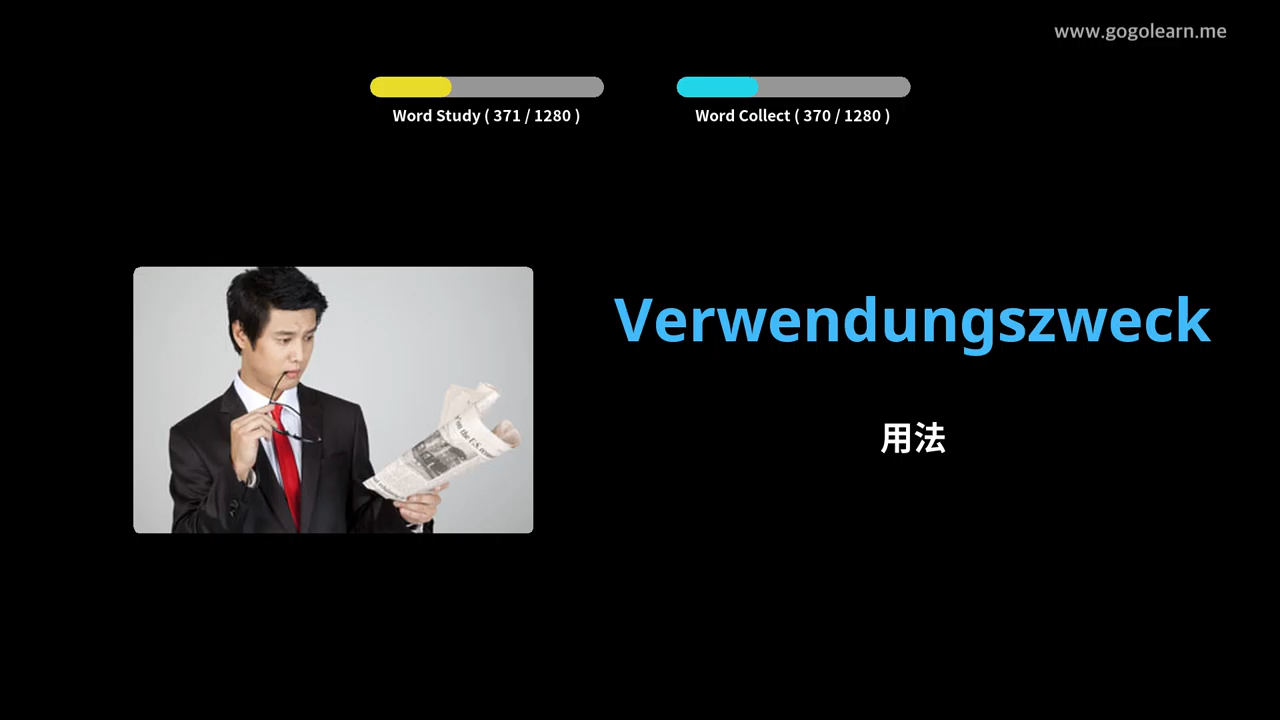 www.gogolearn.me
Word Study ( 371 / 1280 )
Word Collect ( 370 / 1280 )
Verwendungszweck
用法